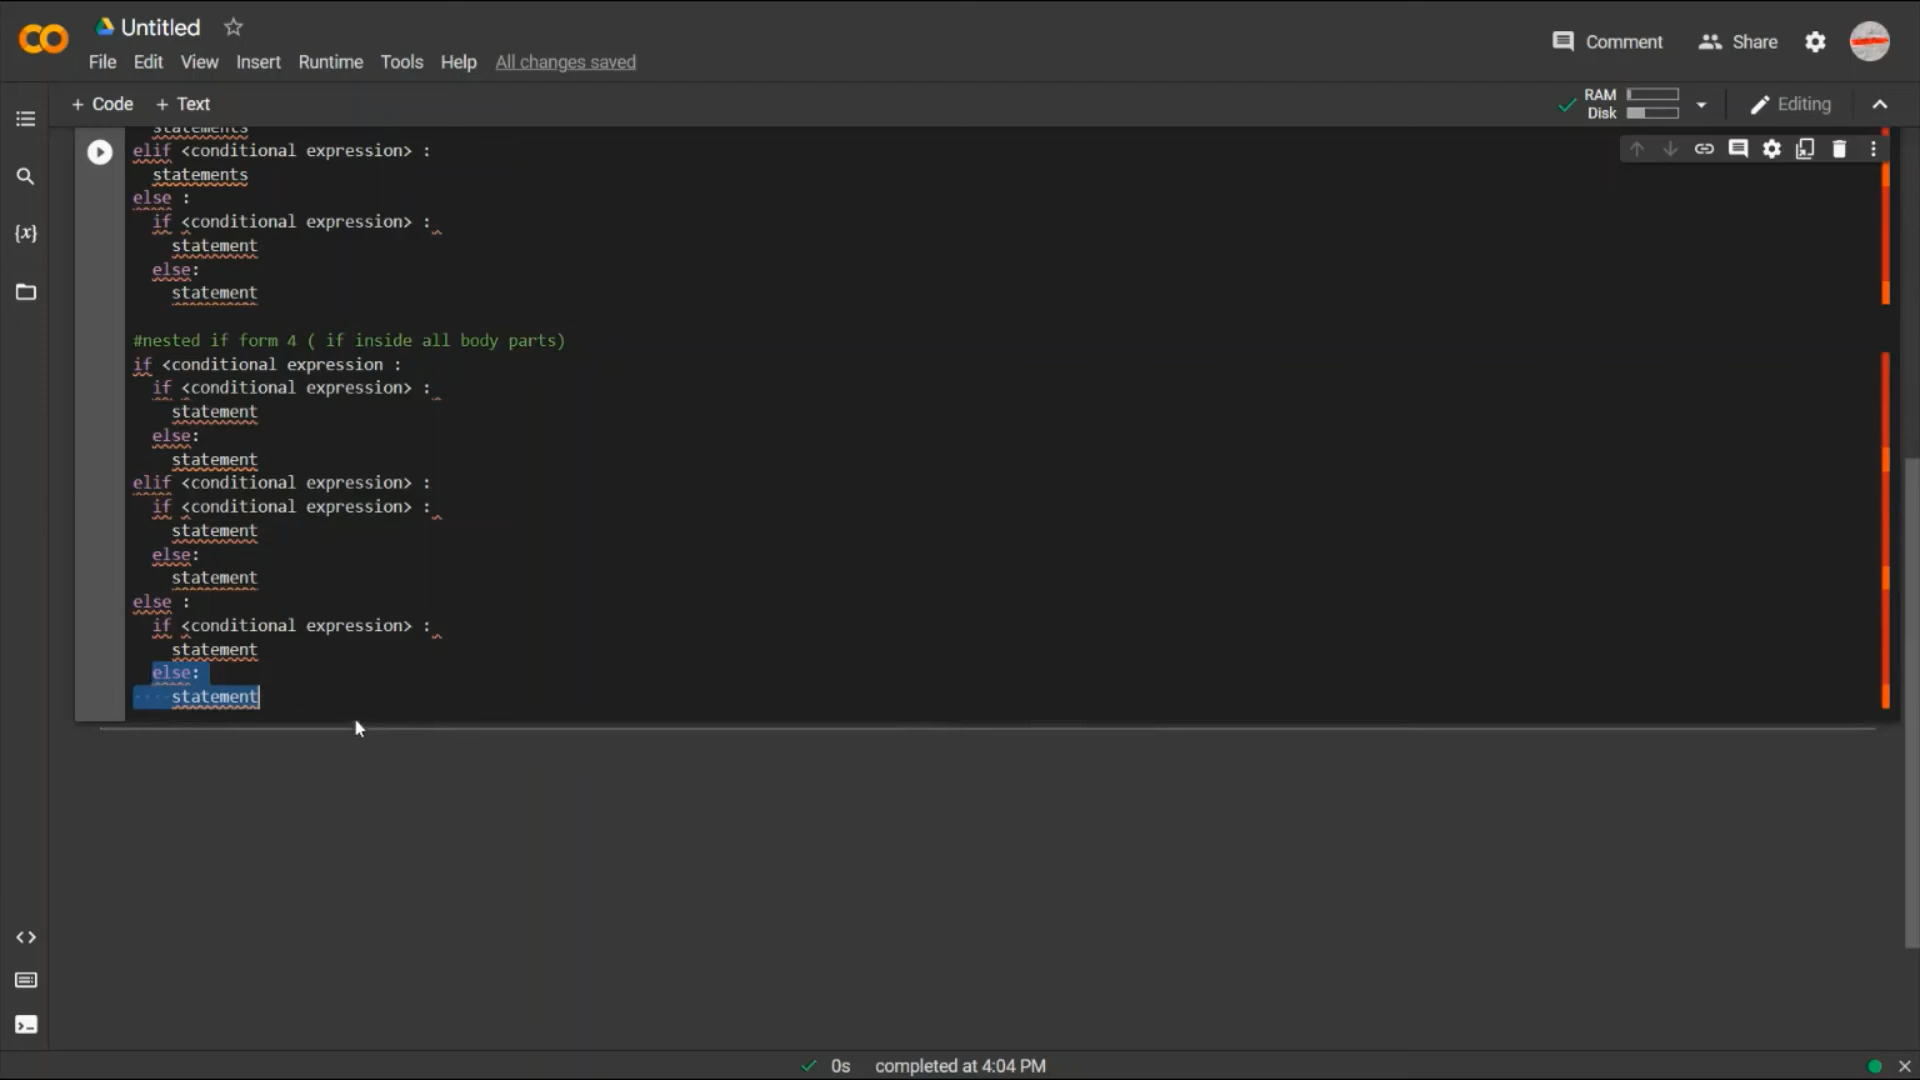 Untitled
Comment
Share
File Edit View Insert Runtime Tools Help All changes saved
+ Code + Text
RAM
Disk
Editing
statements
elif <conditional expression> :
statements
else :
if <conditional expression> :
statement
else:
statement
#nested if form 4 ( if inside all body parts)
if <conditional expression :
if <conditional expression> :
statement
else:
statement
elif <conditional expression> :
if <conditional expression> :
statement
else:
statement
else :
if <conditional expression> :
statement
else:
statement
{x}
0s completed at 4:04 PM